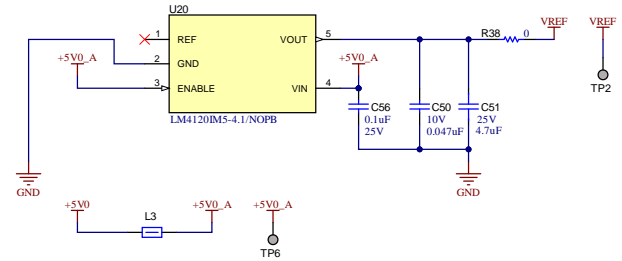 U20
1 REF
2 GND
3 ENABLE
VOUT 5
VIN 4
LM4120IM5-4.1/NOPB
+5V0_A
GND
+5V0_A
C56
0.1uF
25V
C50
10V
0.047uF
C51
25V
4.7uF
R38 0
VREF
VREF
TP2
GND
+5V0
L3
+5V0_A
+5V0_A
TP6